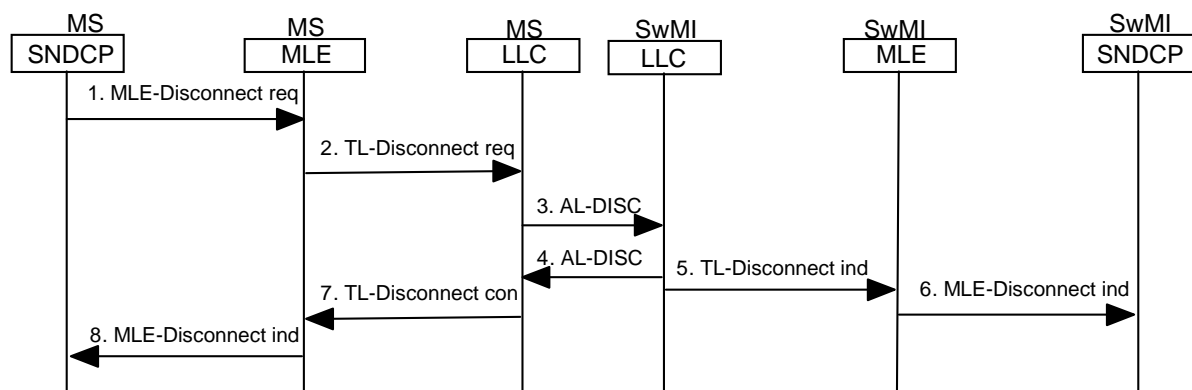 MS
SNDCP
MS
MLE
MS
LLC
SwMI
LLC
SwMI
MLE
SwMI
SNDCP
1. MLE-Disconnect req
2. TL-Disconnect req
3. AL-DISC
4. AL-DISC
5. TL-Disconnect ind
6. MLE-Disconnect ind
7. TL-Disconnect con
8. MLE-Disconnect ind